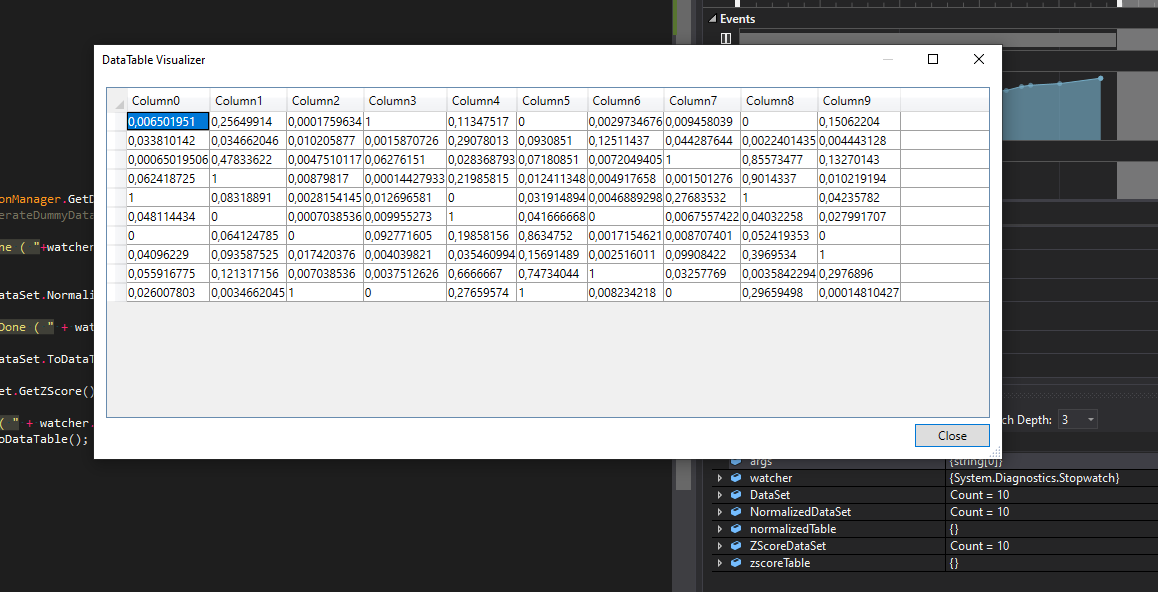 Events
DataTable Visualizer
Column0 Column1 Column2 Column3 Column4 Column5 Column6 Column7 Column8 Column9
0,006501951 0,25649914 0,0001759634 1 0,11347517 0 0,0029734676 0,009458039 0 0,15062204
0,033810142 0,034662046 0,010205877 0,0015870726 0,29078013 0,0930851 0,12511437 0,044287644 0,0022401435 0,004443128
0,00065019506 0,47833622 0,0047510117 0,06276151 0,028368793 0,07180851 0,0072049405 1 0,85573477 0,13270143
0,062418725 1 0,00879817 0,00014427933 0,21985815 0,012411348 0,004917658 0,001501276 0,9014337 0,010219194
1 0,08318891 0,0028154145 0,012696581 0 0,031914894 0,0046889298 0,27683532 1 0,04235782
0,048114434 0 0,0007038536 0,009955273 1 0,041666668 0 0,0067557422 0,04032258 0,027991707
0 0,064124785 0 0,092771605 0,19858156 0,8634752 0,0017154621 0,008707401 0,052419353 0
0,04096229 0,093587525 0,017420376 0,004039821 0,035460994 0,15691489 0,002516011 0,09908422 0,3969534 1
0,055916775 0,121317156 0,007038536 0,0037512626 0,6666667 0,74734044 1 0,03257769 0,0035842294 0,2976896
0,026007803 0,0034662045 1 0 0,27659574 1 0,008234218 0 0,29659498 0,00014810427
onManager.GetD
erateDummyData
ne ( "+watcher
ataSet.Normali
Done ( " + wat
ataSet.ToDataT
et.GetZScore()
( " + watcher.
oDataTable();
Close
ch Depth: 3
args {string[0]}
watcher {System.Diagnostics.Stopwatch}
DataSet Count = 10
NormalizedDataSet Count = 10
normalizedTable {}
ZScoreDataSet Count = 10
zscoreTable {}